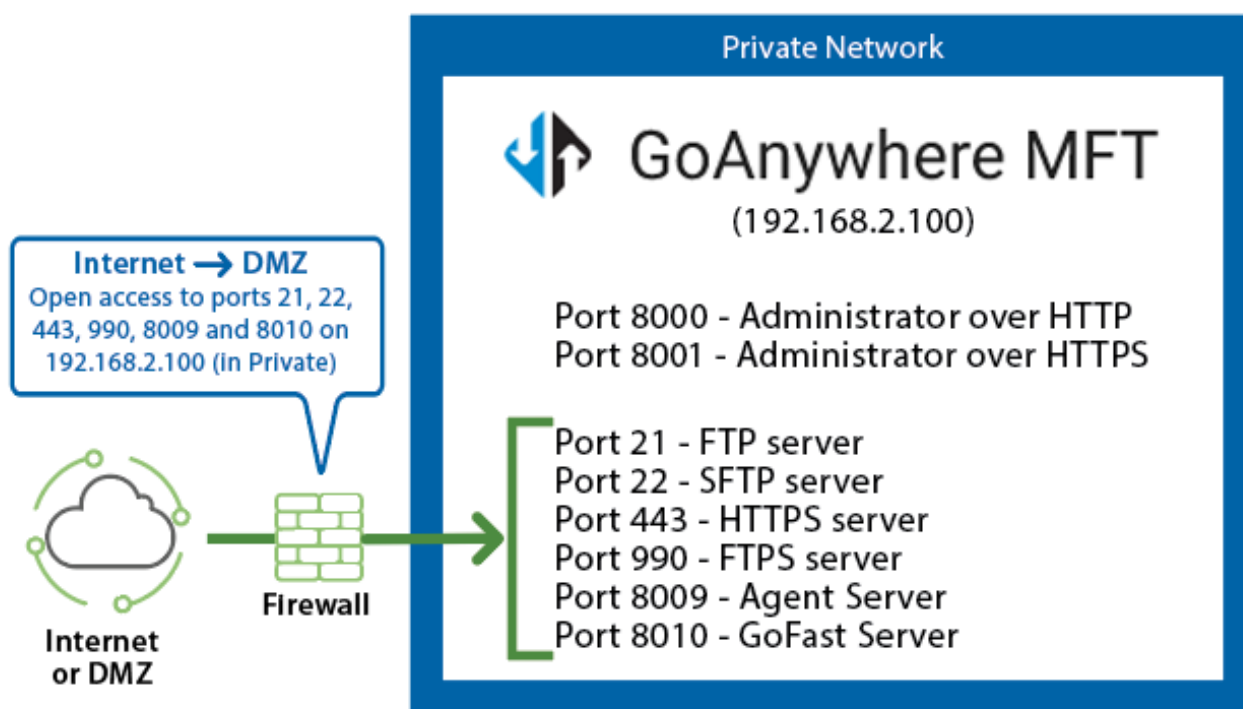 Private Network
GoAnywhere MFT
(192.168.2.100)
Internet → DMZ
Open access to ports 21, 22,
443, 990, 8009 and 8010 on
192.168.2.100 (in Private)
Port 8000 - Administrator over HTTP
Port 8001 - Administrator over HTTPS
Port 21 - FTP server
Port 22 - SFTP server
Port 443 - HTTPS server
Port 990 - FTPS server
Port 8009 - Agent Server
Port 8010 - GoFast Server
Firewall
Internet
or DMZ